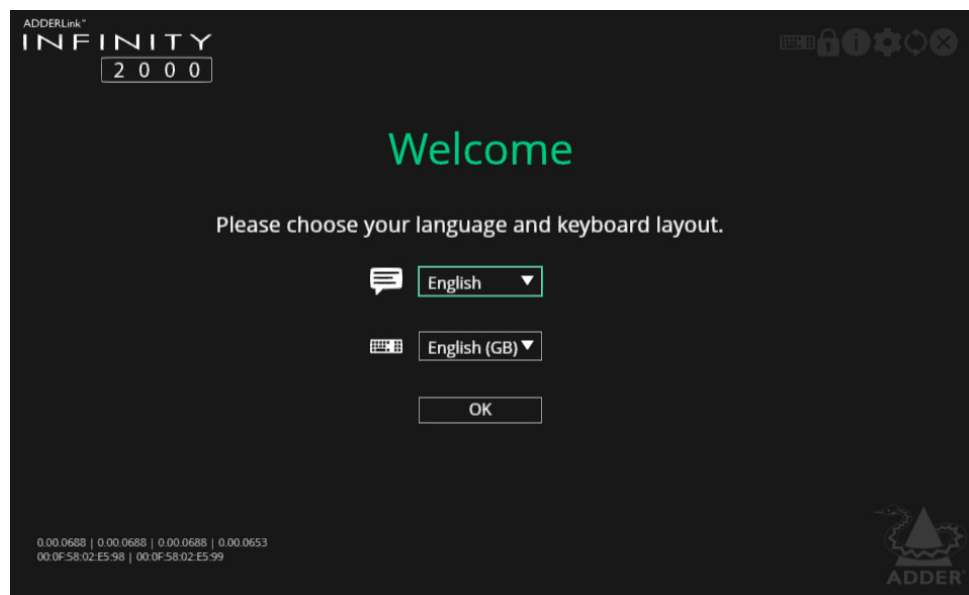 ADDERLink™
INFINITY
2000
Welcome
Please choose your language and keyboard layout.
English
English (GB)
OK
0.00.0688 | 0.00.0688 | 0.00.0688 | 0.00.0653
00:0F:58:02:E5:98 | 00:0F:58:02:E5:99
ADDER®